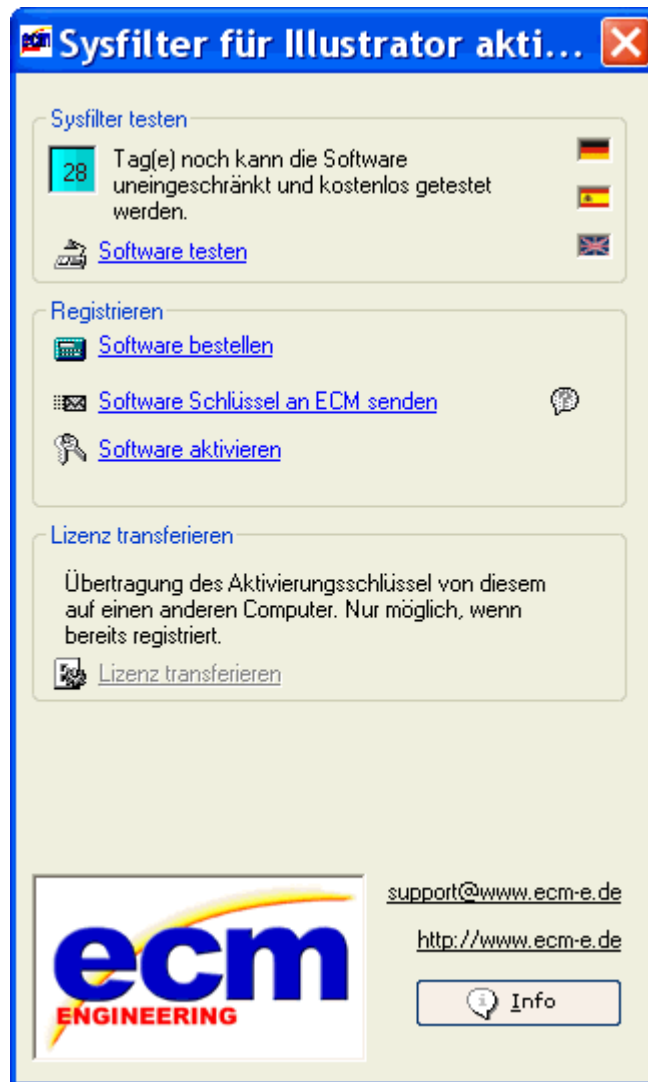 ecm Sysfilter für Illustrator akti...
Sysfilter testen
28
Tag(e) noch kann die Software
uneingeschränkt und kostenlos getestet
werden.
Software testen
Registrieren
Software bestellen
Software Schlüssel an ECM senden
Software aktivieren
Lizenz transferieren
Übertragung des Aktivierungsschlüssel von diesem
auf einen anderen Computer. Nur möglich, wenn
bereits registriert.
Lizenz transferieren
ecm
ENGINEERING
support@www.ecm-e.de
http://www.ecm-e.de
Info